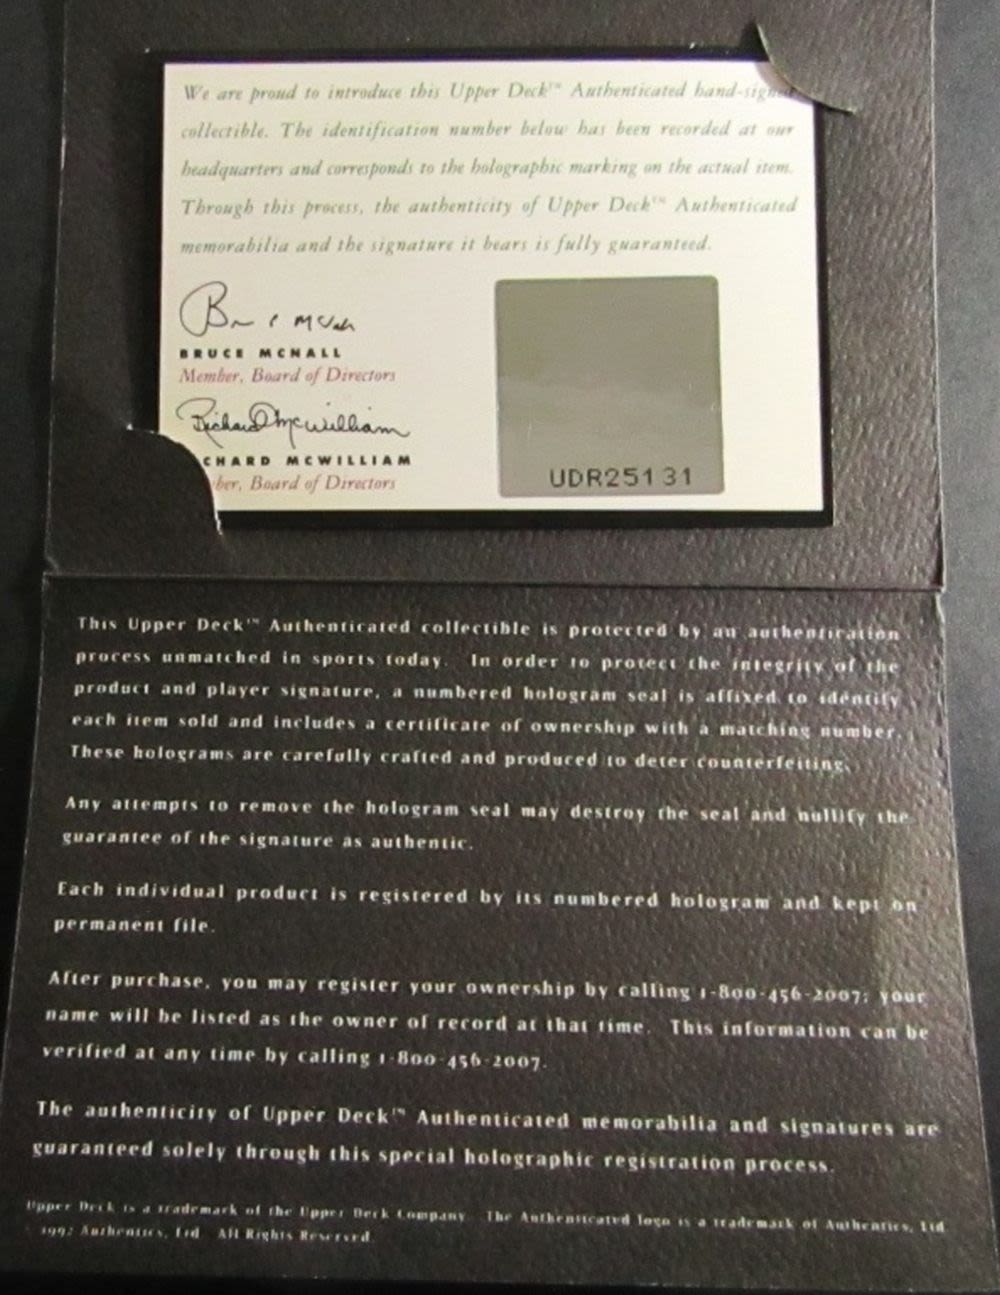 We are proud to introduce this Upper Deck™ Authenticated hand-signed
collectible. The identification number below has been recorded at our
headquarters and corresponds to the holographic marking on the actual item.
Through this process, the authenticity of Upper Deck™ Authenticated
memorabilia and the signature it bears is fully guaranteed.
BRUCE MCNALL
Member, Board of Directors
Richard McWilliam
CHARD MCWILLIAM
ber, Board of Directors
UDR25131
This Upper Deck™ Authenticated collectible is protected by an authentication
process unmatched in sports today. In order to protect the integrity of the
product and player signature, a numbered hologram seal is affixed to identify
each item sold and includes a certificate of ownership with a matching number.
These holograms are carefully crafted and produced to deter counterfeiting.
Any attempts to remove the hologram seal may destroy the seal and nullify the
guarantee of the signature as authentic.
Each individual product is registered by its numbered hologram and kept on
permanent file.
After purchase, you may register your ownership by calling 1-800-456-2007; your
name will be listed as the owner of record at that time. This information can be
verified at any time by calling 1-800-456-2007.
The authenticity of Upper Deck™ Authenticated memorabilia and signatures are
guaranteed solely through this special holographic registration process.
Upper Deck is a trademark of the Upper Deck Company. The Authenticated logo is a trademark of Authentics, Ltd
1992 Authentics, Ltd All Rights Reserved